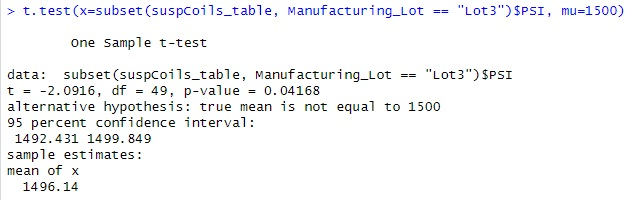 > t.test(x=subset(suspCoils_table, Manufacturing_Lot == "Lot3")$PSI, mu=1500)
One Sample t-test
data:  subset(suspCoils_table, Manufacturing_Lot == "Lot3")$PSI
t = -2.0916, df = 49, p-value = 0.04168
alternative hypothesis: true mean is not equal to 1500
95 percent confidence interval:
1492.431 1499.849
sample estimates:
mean of x
1496.14